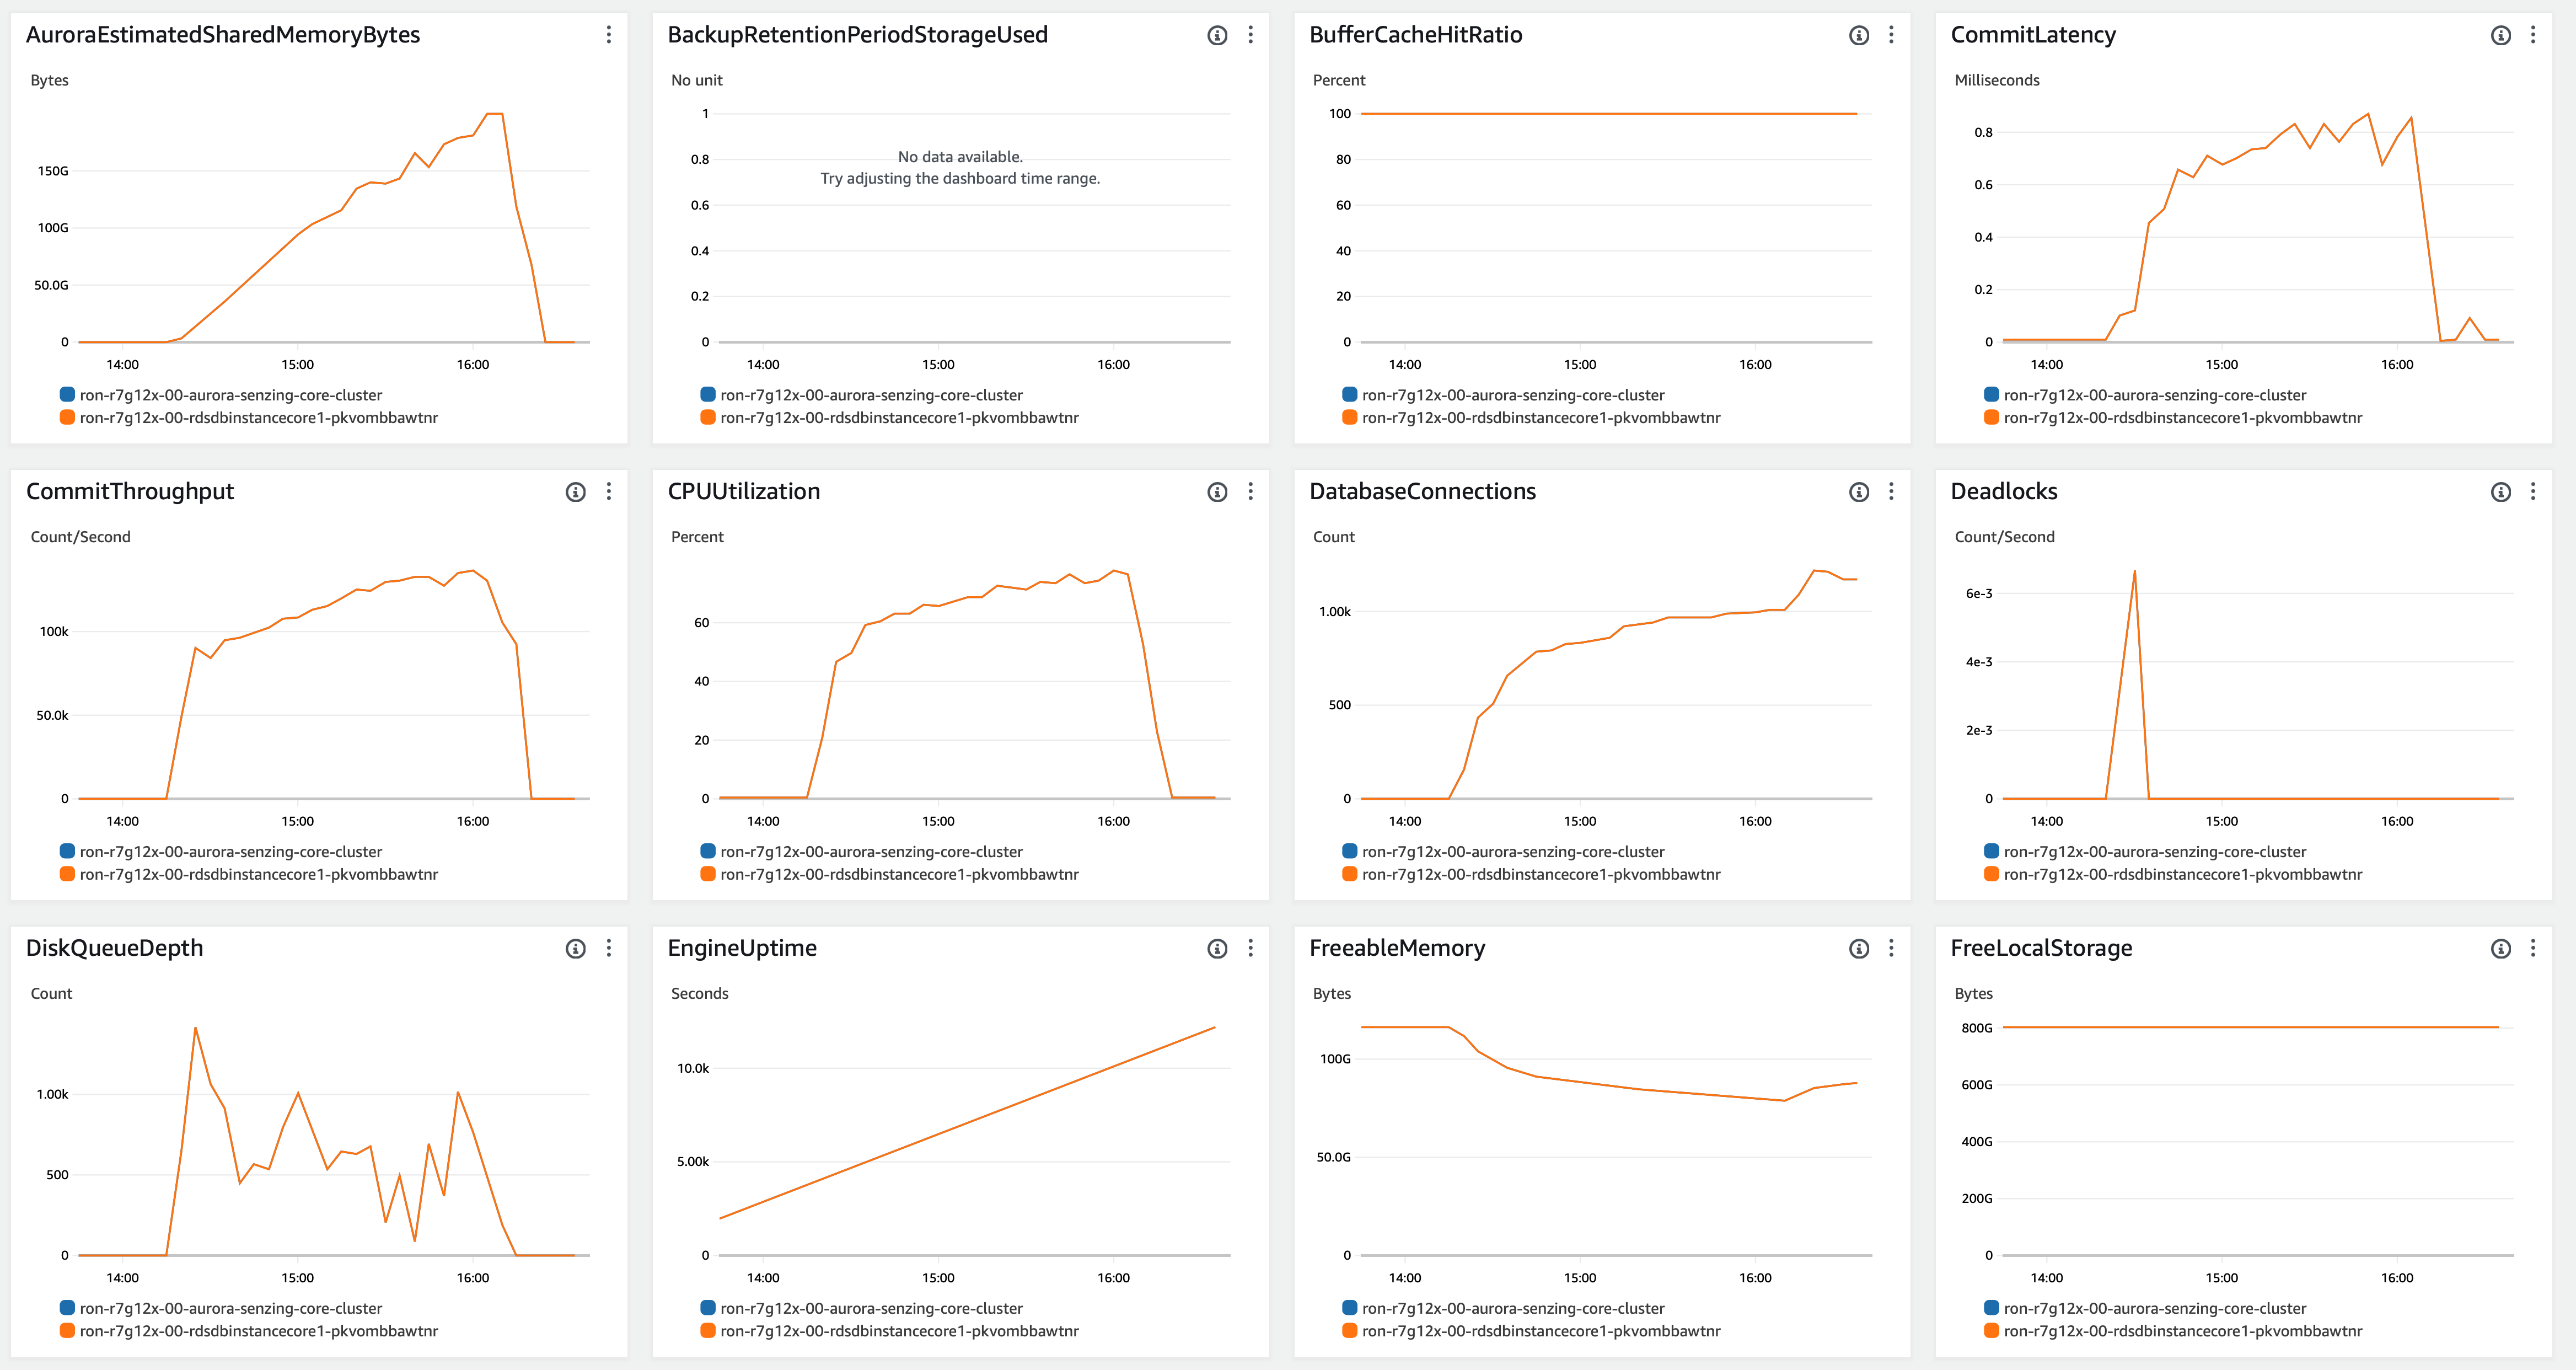 AuroraEstimatedSharedMemoryBytes
Bytes
150G
100G
50.0G
0
14:00 15:00 16:00
ron-r7g12x-00-aurora-senzing-core-cluster
ron-r7g12x-00-rdsdbinstancecore1-pkvombbawtnr
BackupRetentionPeriodStorageUsed
No unit
1
0.8
0.6
0.4
0.2
0
No data available.
Try adjusting the dashboard time range.
14:00 15:00 16:00
ron-r7g12x-00-aurora-senzing-core-cluster
ron-r7g12x-00-rdsdbinstancecore1-pkvombbawtnr
BufferCacheHitRatio
Percent
100
80
60
40
20
0
14:00 15:00 16:00
ron-r7g12x-00-aurora-senzing-core-cluster
ron-r7g12x-00-rdsdbinstancecore1-pkvombbawtnr
CommitLatency
Milliseconds
0.8
0.6
0.4
0.2
0
14:00 15:00 16:00
ron-r7g12x-00-aurora-senzing-core-cluster
ron-r7g12x-00-rdsdbinstancecore1-pkvombbawtnr
CommitThroughput
Count/Second
100k
50.0k
0
14:00 15:00 16:00
ron-r7g12x-00-aurora-senzing-core-cluster
ron-r7g12x-00-rdsdbinstancecore1-pkvombbawtnr
CPUUtilization
Percent
60
40
20
0
14:00 15:00 16:00
ron-r7g12x-00-aurora-senzing-core-cluster
ron-r7g12x-00-rdsdbinstancecore1-pkvombbawtnr
DatabaseConnections
Count
1.00k
500
0
14:00 15:00 16:00
ron-r7g12x-00-aurora-senzing-core-cluster
ron-r7g12x-00-rdsdbinstancecore1-pkvombbawtnr
Deadlocks
Count/Second
6e-3
4e-3
2e-3
0
14:00 15:00 16:00
ron-r7g12x-00-aurora-senzing-core-cluster
ron-r7g12x-00-rdsdbinstancecore1-pkvombbawtnr
DiskQueueDepth
Count
1.00k
500
0
14:00 15:00 16:00
ron-r7g12x-00-aurora-senzing-core-cluster
ron-r7g12x-00-rdsdbinstancecore1-pkvombbawtnr
EngineUptime
Seconds
10.0k
5.00k
0
14:00 15:00 16:00
ron-r7g12x-00-aurora-senzing-core-cluster
ron-r7g12x-00-rdsdbinstancecore1-pkvombbawtnr
FreeableMemory
Bytes
100G
50.0G
0
14:00 15:00 16:00
ron-r7g12x-00-aurora-senzing-core-cluster
ron-r7g12x-00-rdsdbinstancecore1-pkvombbawtnr
FreeLocalStorage
Bytes
800G
600G
400G
200G
0
14:00 15:00 16:00
ron-r7g12x-00-aurora-senzing-core-cluster
ron-r7g12x-00-rdsdbinstancecore1-pkvombbawtnr